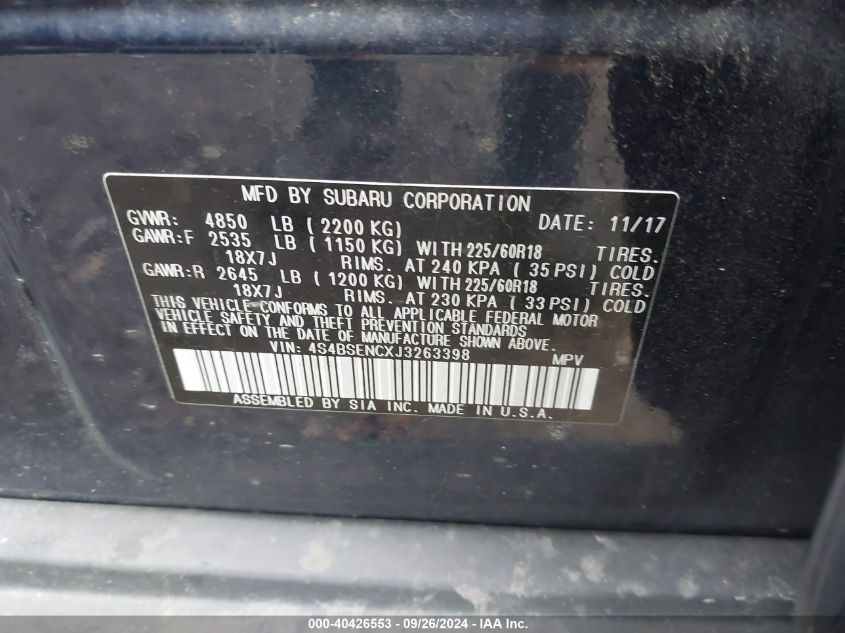 MFD BY SUBARU CORPORATION
GVWR: 4850 LB ( 2200 KG) DATE: 11/17
GAWR:F 2535 LB ( 1150 KG) WITH 225/60R18 TIRES.
18X7J RIMS. AT 240 KPA ( 35 PSI) COLD
GAWR:R 2645 LB ( 1200 KG) WITH 225/60R18 TIRES.
18X7J RIMS. AT 230 KPA ( 33 PSI) COLD
THIS VEHICLE CONFORMS TO ALL APPLICABLE FEDERAL MOTOR
VEHICLE SAFETY AND THEFT PREVENTION STANDARDS
IN EFFECT ON THE DATE OF MANUFACTURE SHOWN ABOVE.
VIN: 4S4BSENCXJ3263398 MPV
ASSEMBLED BY SIA INC. MADE IN U.S.A.
000-40426553 - 09/26/2024 - IAA Inc.